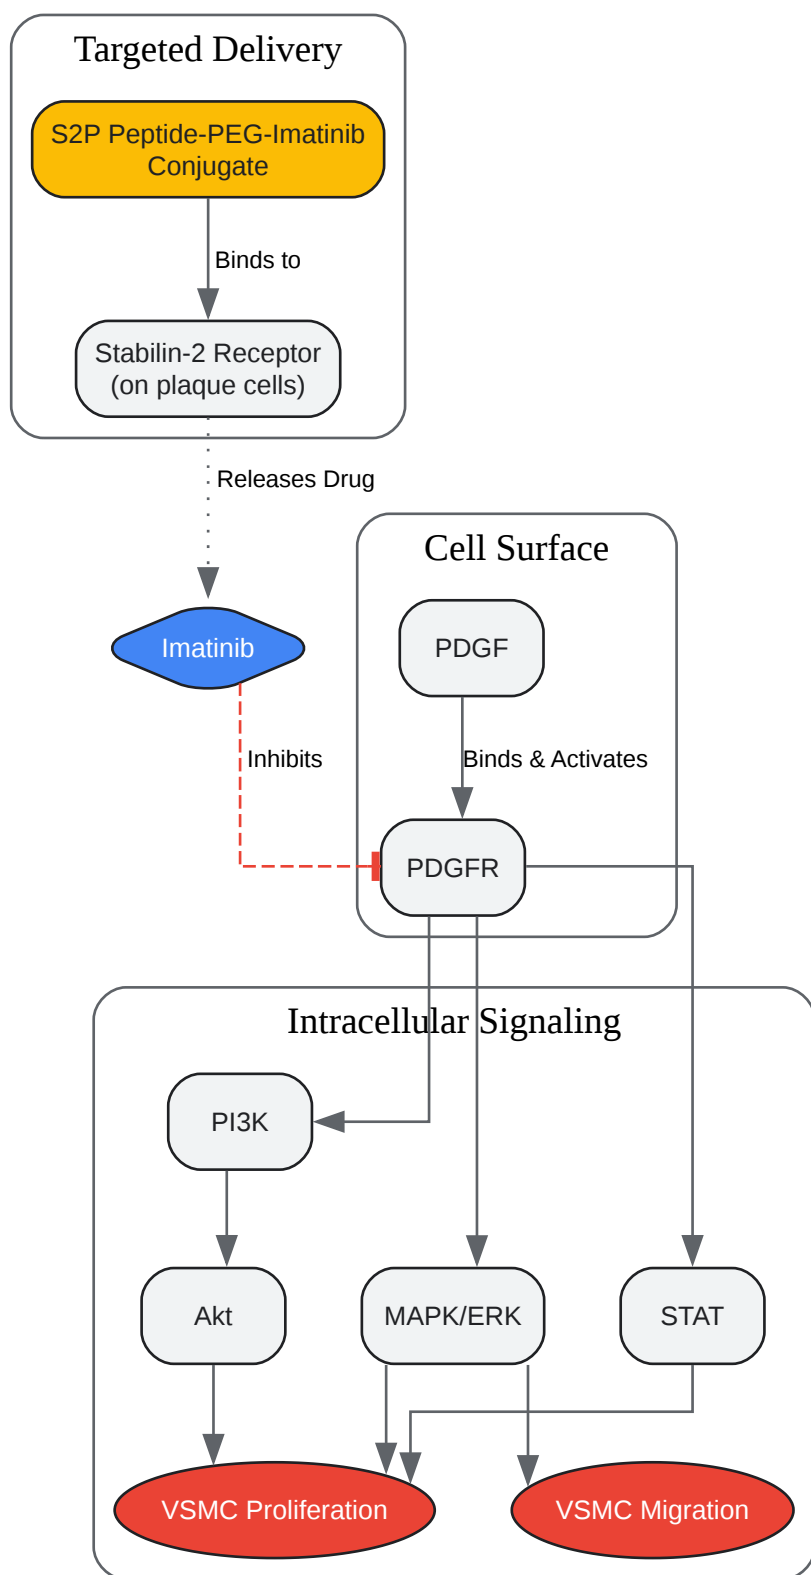 Targeted Delivery
S2P Peptide-PEG-Imatinib
Conjugate
Binds to
Stabilin-2 Receptor
(on plaque cells)
Releases Drug
Cell Surface
Imatinib
PDGF
Inhibits
Binds & Activates
PDGFR
Intracellular Signaling
PI3K
Akt
MAPK/ERK
STAT
VSMC Proliferation
VSMC Migration